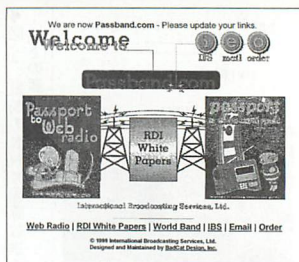 We are now Passband.com - Please update your links.
Welcome to
IBS mail order
Passband.com
Passport to Web radio
RDI White Papers
passport
International Broadcasting Services, Ltd.
Web Radio | RDI White Papers | World Band | IBS | Email | Order
© 1999 International Broadcasting Services, Ltd.
Designed and Maintained by BadCat Design, Inc.